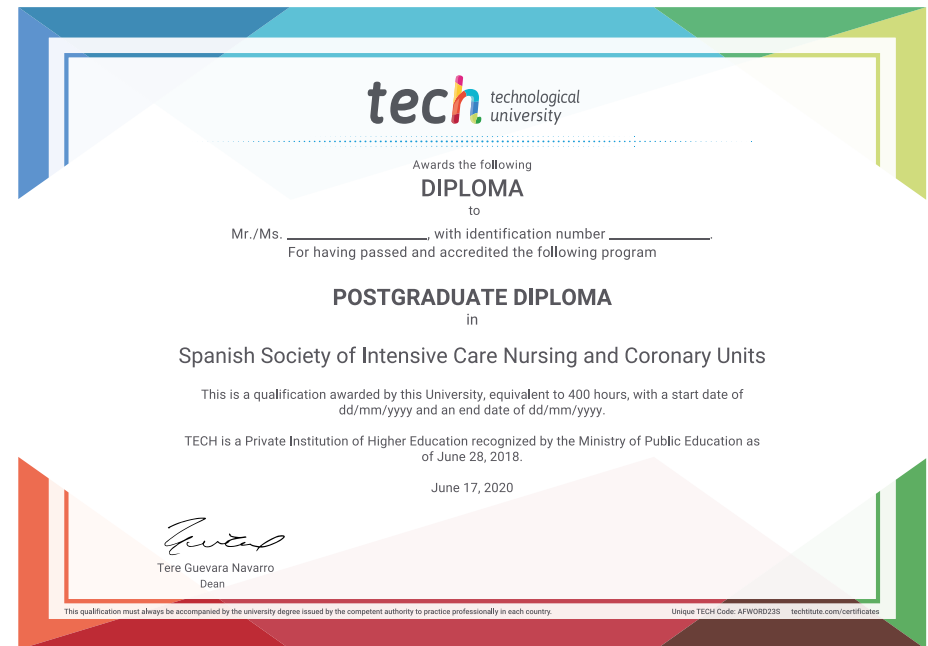 tech technological
university
Awards the following
DIPLOMA
to
Mr./Ms. ____________________, with identification number ______________.
For having passed and accredited the following program
POSTGRADUATE DIPLOMA
in
Spanish Society of Intensive Care Nursing and Coronary Units
This is a qualification awarded by this University, equivalent to 400 hours, with a start date of
dd/mm/yyyy and an end date of dd/mm/yyyy.
TECH is a Private Institution of Higher Education recognized by the Ministry of Public Education as
of June 28, 2018.
June 17, 2020
Tere Guevara Navarro
Dean
This qualification must always be accompanied by the university degree issued by the competent authority to practice professionally in each country.
Unique TECH Code: AFWORD23S techtitute.com/certificates